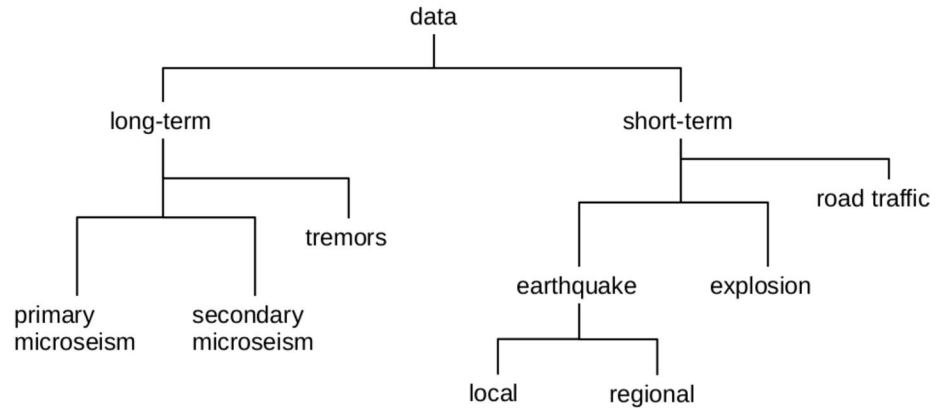 data
long-term
short-term
road traffic
tremors
earthquake
explosion
primary
microseism
secondary
microseism
local
regional